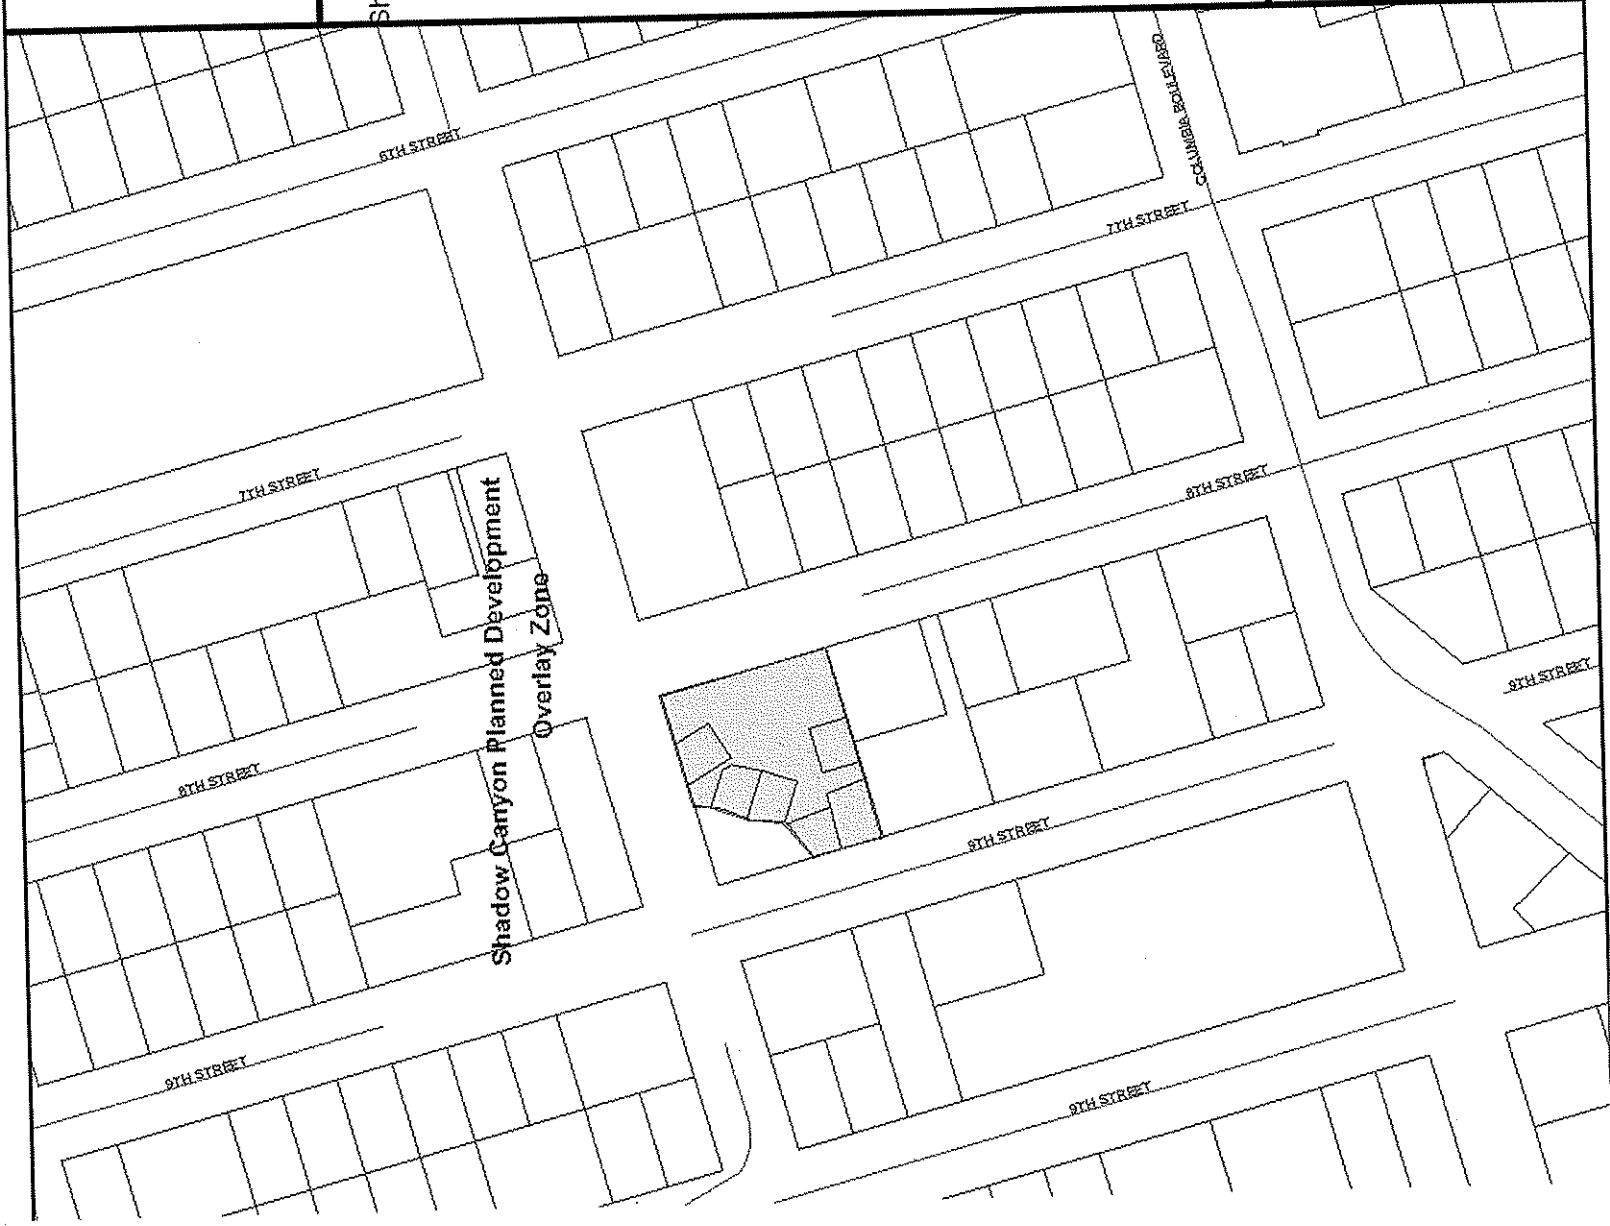 SH
6TH STREET
COLUMBIA BOULEVARD
7TH STREET
7TH STREET
8TH STREET
9TH STREET
Shadow Canyon Planned Development
Overlay Zone
8TH STREET
9TH STREET
9TH STREET
9TH STREET